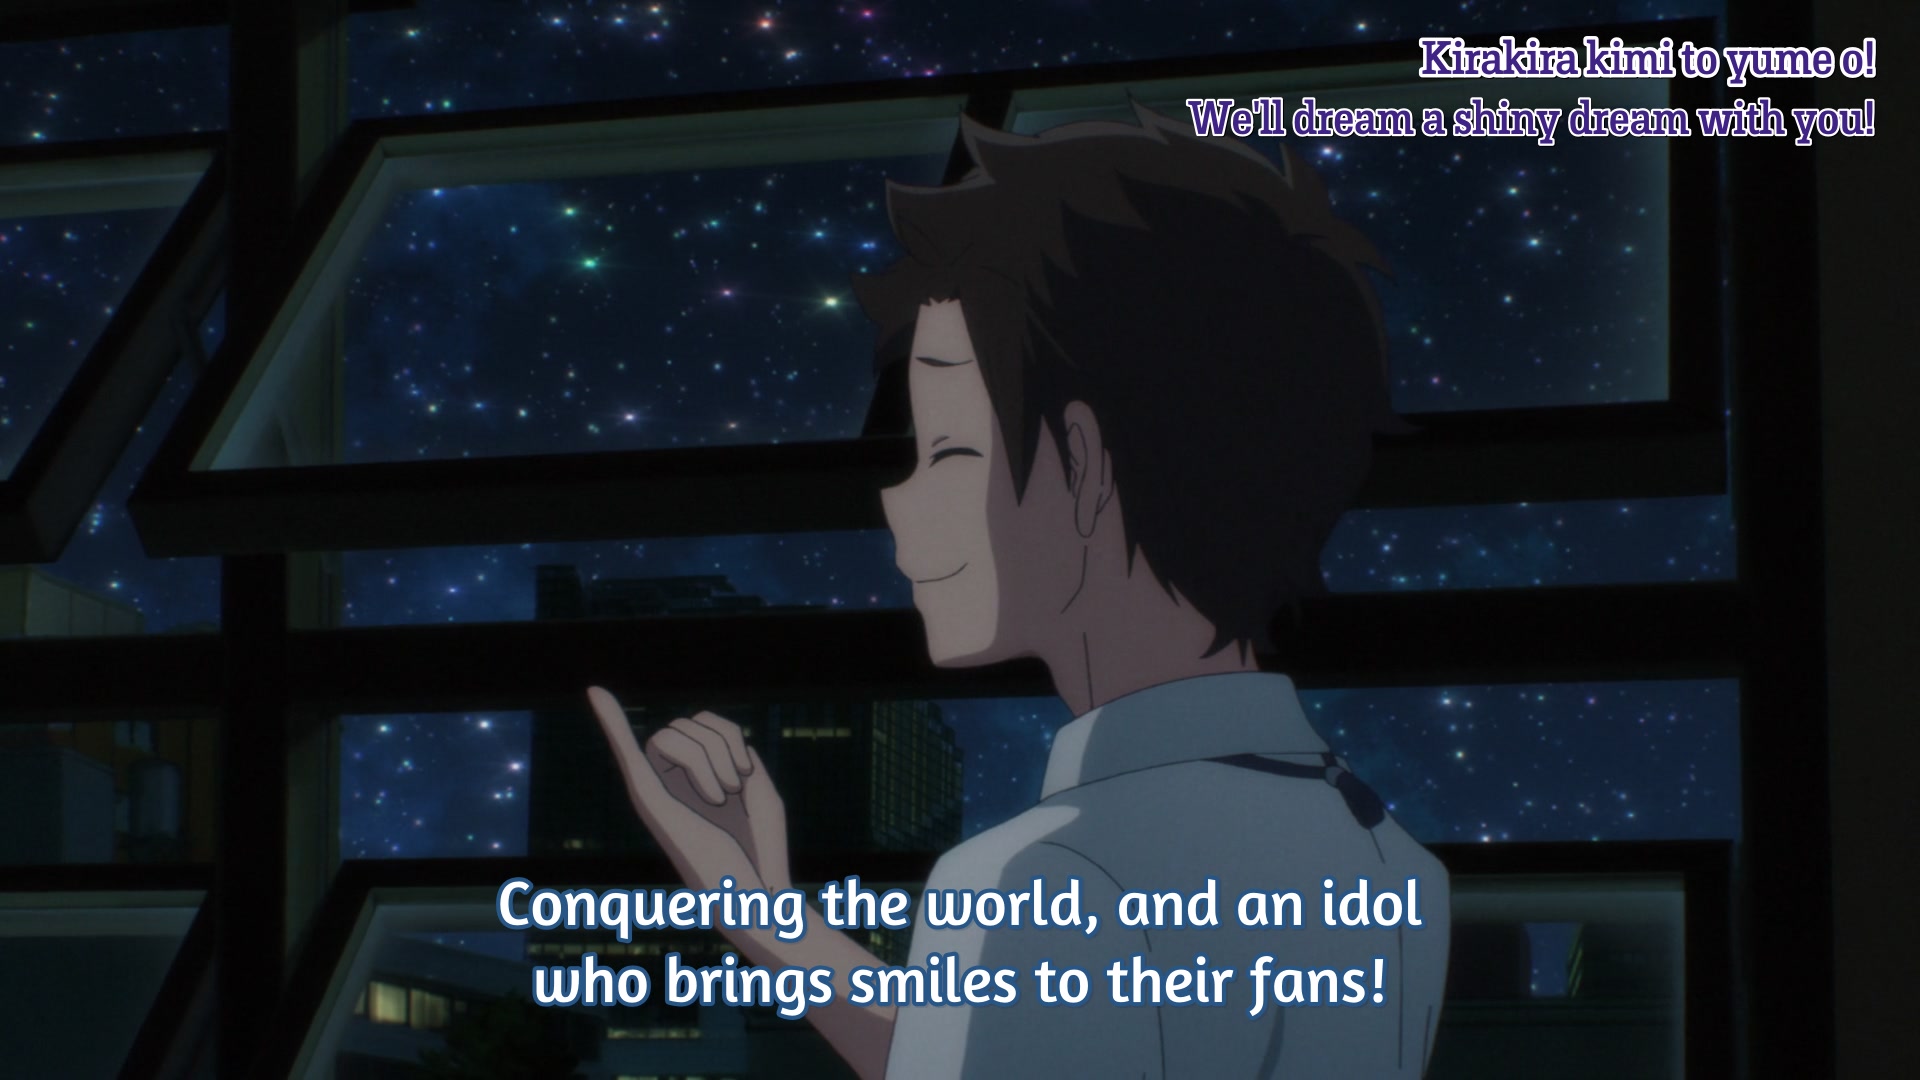 Kirakira kimi to yume o!
We'll dream a shiny dream with you!
Conquering the world, and an idol
who brings smiles to their fans!